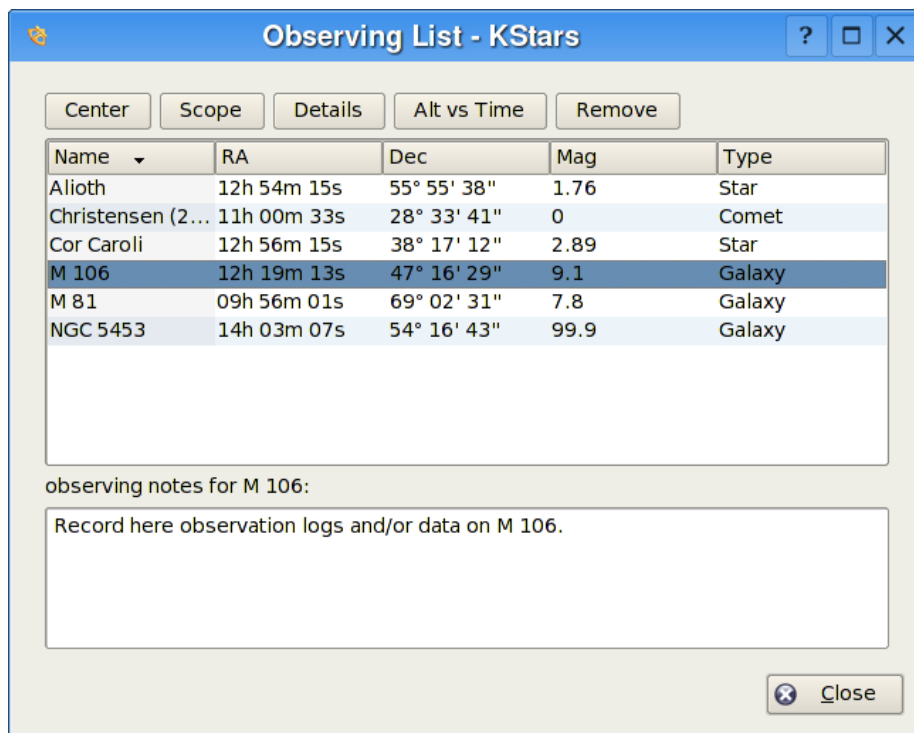 Observing List - KStars
?
Center Scope Details Alt vs Time Remove
Name RA Dec Mag Type
Alioth 12h 54m 15s 55° 55' 38" 1.76 Star
Christensen (2... 11h 00m 33s 28° 33' 41" 0 Comet
Cor Caroli 12h 56m 15s 38° 17' 12" 2.89 Star
M 106 12h 19m 13s 47° 16' 29" 9.1 Galaxy
M 81 09h 56m 01s 69° 02' 31" 7.8 Galaxy
NGC 5453 14h 03m 07s 54° 16' 43" 99.9 Galaxy
observing notes for M 106:
Record here observation logs and/or data on M 106.
Close